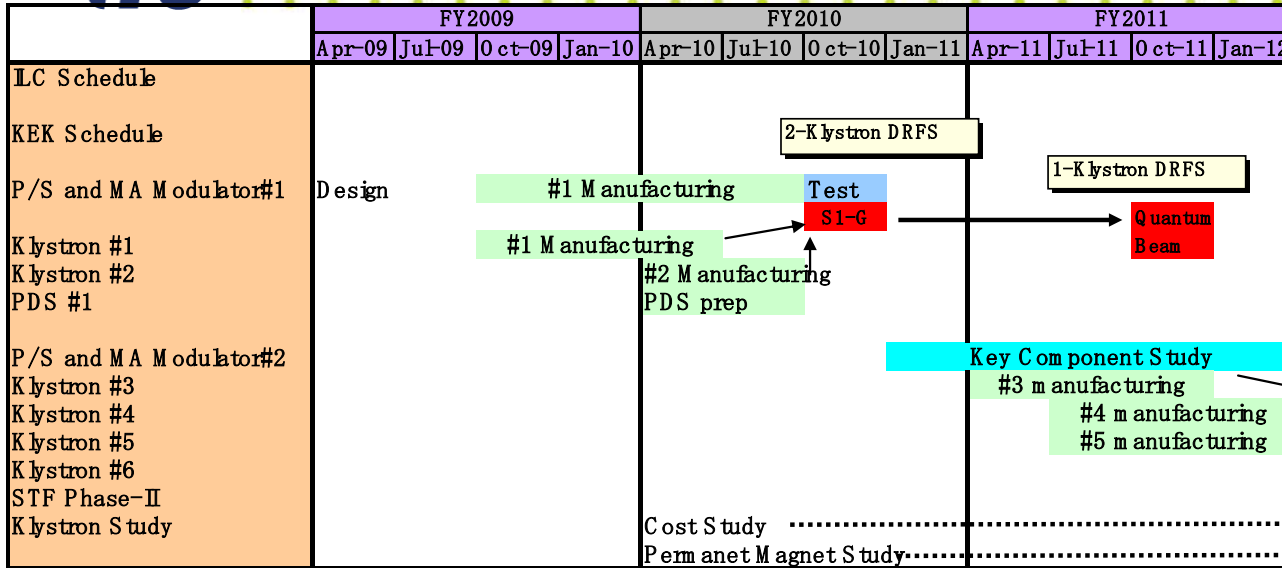 FY2009 FY2010 FY2011
Apr-09 Jul-09 Oct-09 Jan-10 Apr-10 Jul-10 Oct-10 Jan-11 Apr-11 Jul-11 Oct-11 Jan-12
ILC Schedule
KEK Schedule 2-Klystron DRFS
1-Klystron DRFS
P/S and MA Modulator#1 Design #1 Manufacturing Test
S1-G Quantum
Klystron #1 #1 Manufacturing Beam
Klystron #2 #2 Manufacturing
PDS #1 PDS prep
P/S and MA Modulator#2 Key Component Study
Klystron #3 #3 manufacturing
Klystron #4 #4 manufacturing
Klystron #5 #5 manufacturing
Klystron #6
STF Phase-Ⅱ
Klystron Study Cost Study
Permanet Magnet Study